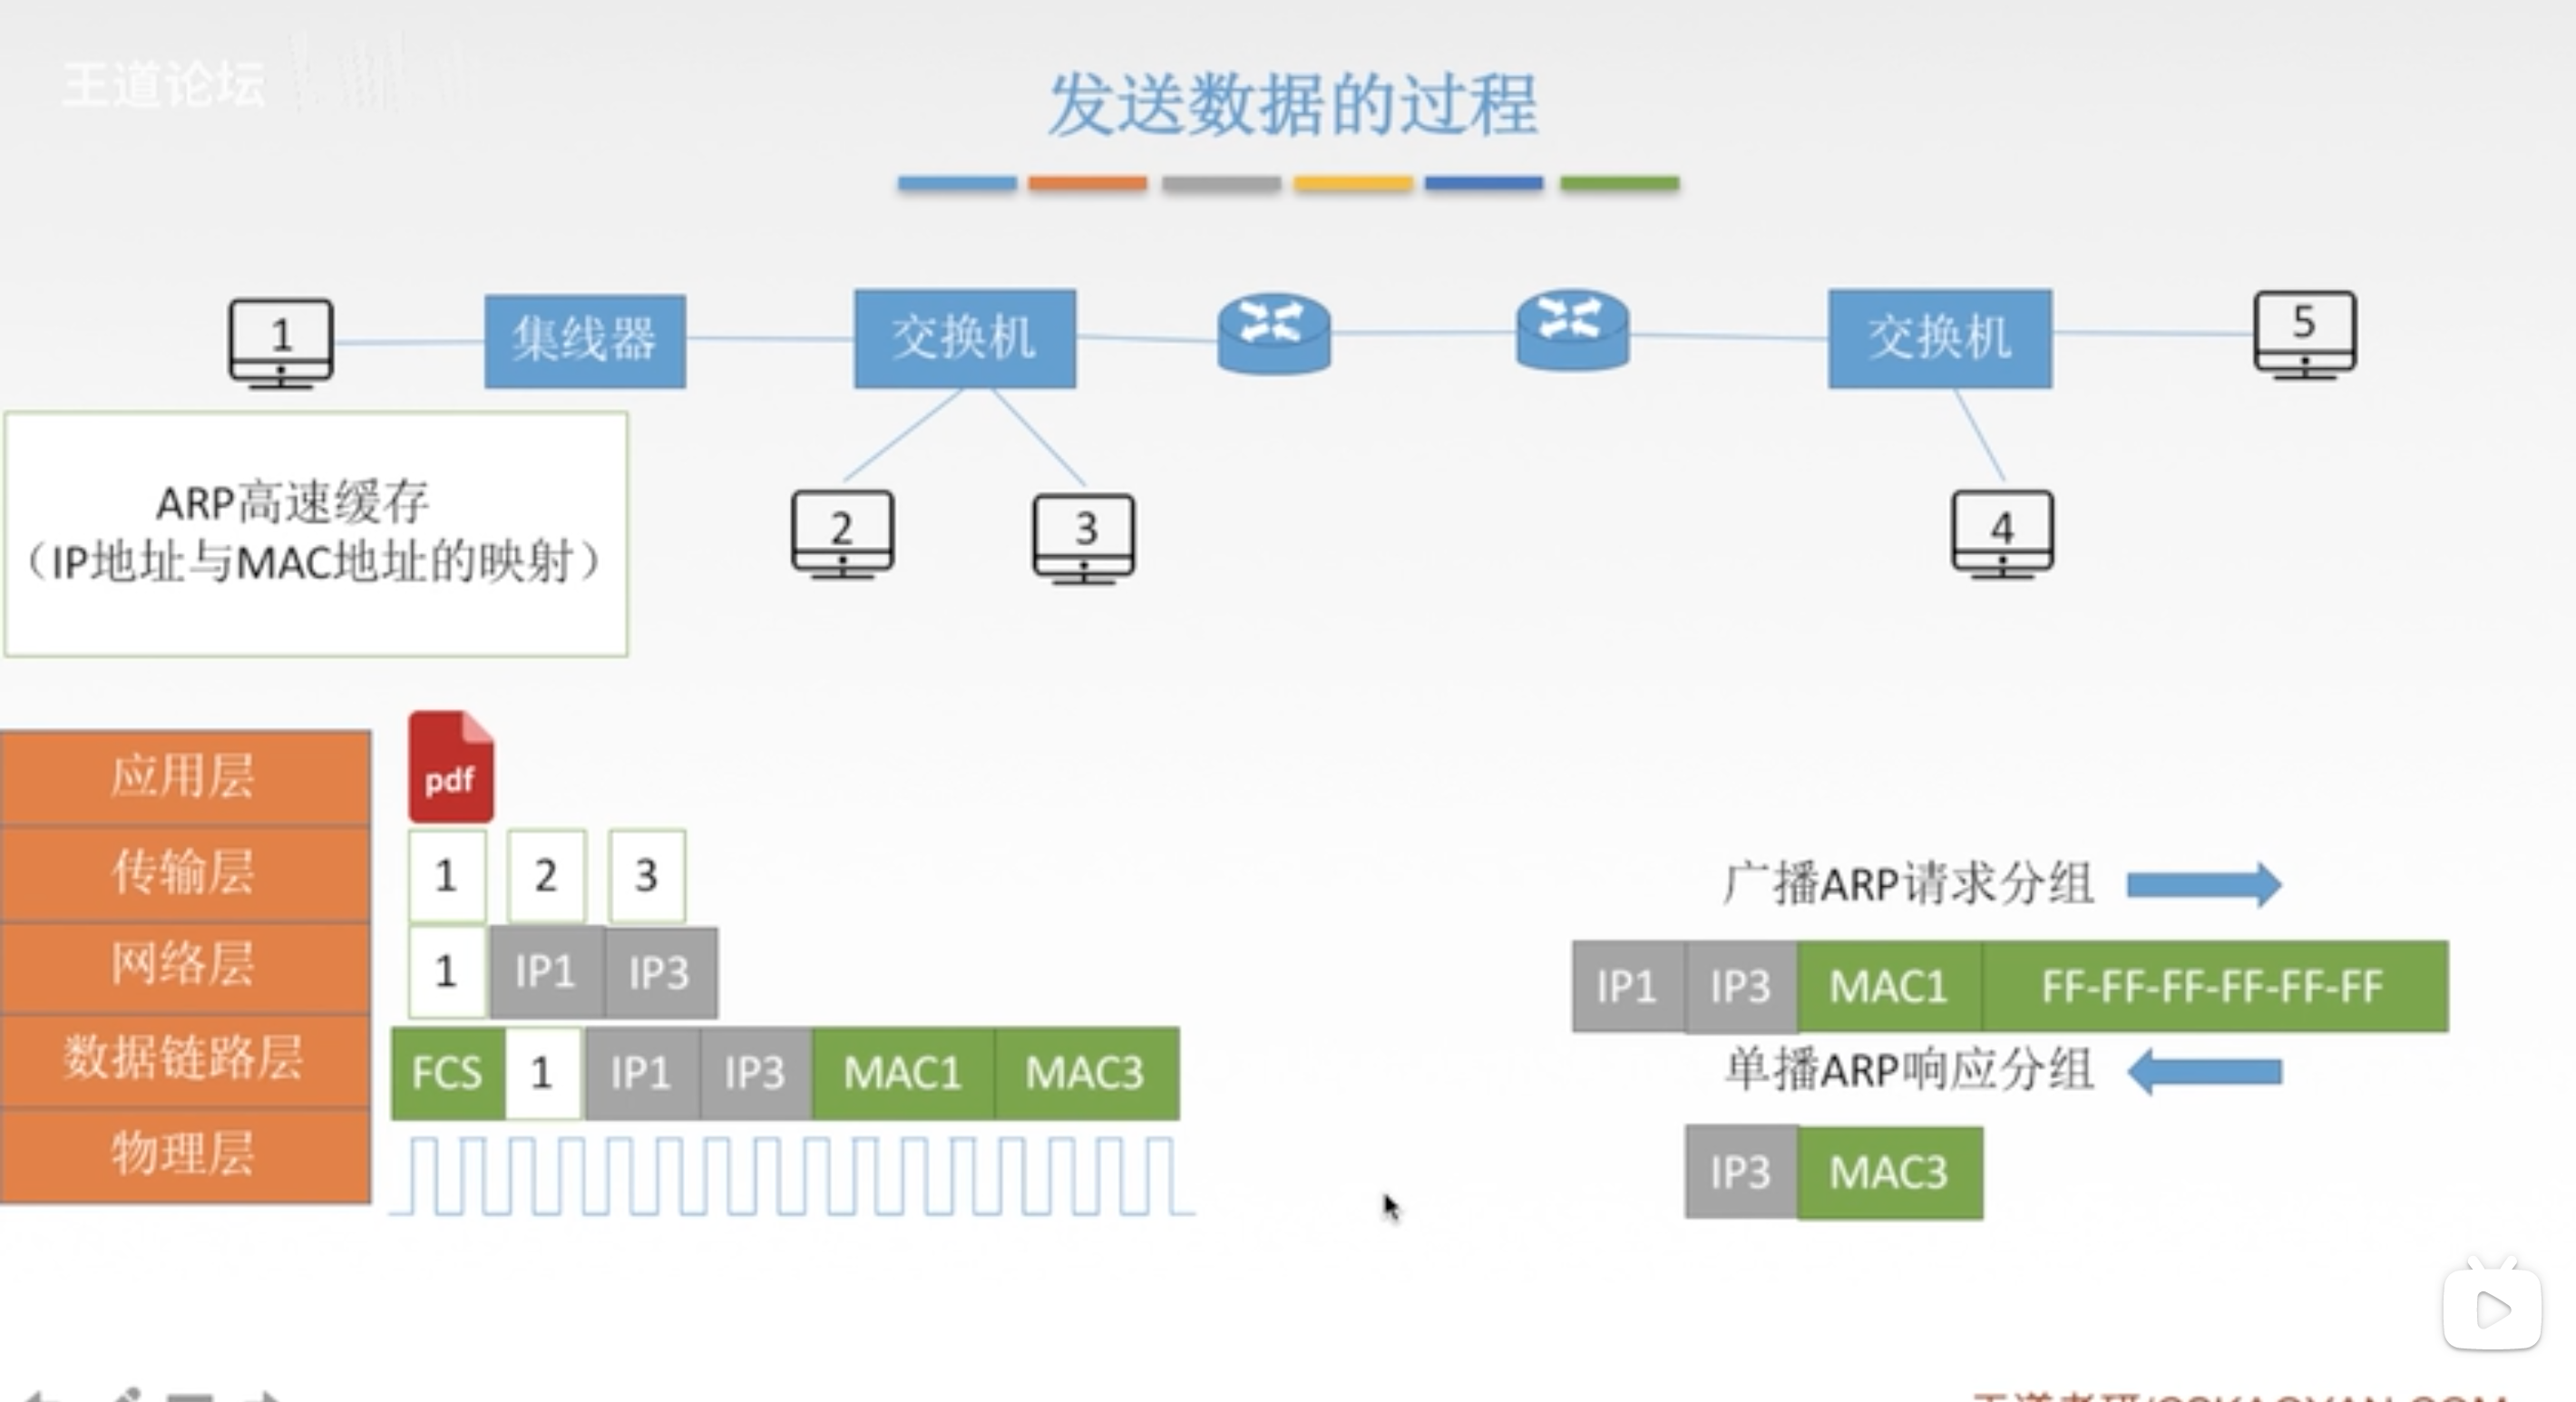 王道论坛
发送数据的过程
1
集线器
交换机
交换机
5
2
3
4
ARP高速缓存
（IP地址与MAC地址的映射）
应用层
pdf
传输层
1 2 3
网络层
1 IP1 IP3
数据链路层
FCS 1 IP1 IP3 MAC1 MAC3
物理层
广播ARP请求分组
IP1 IP3 MAC1 FF-FF-FF-FF-FF-FF
单播ARP响应分组
IP3 MAC3